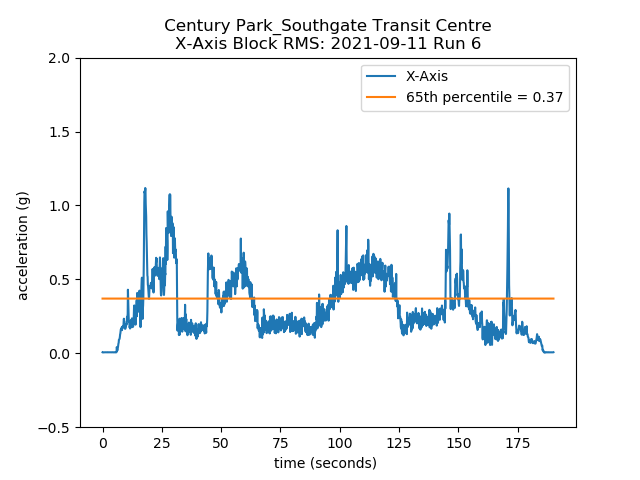 Century Park_Southgate Transit Centre
X-Axis Block RMS: 2021-09-11 Run 6
X-Axis
65th percentile = 0.37
acceleration (g)
2.0
1.5
1.0
0.5
0.0
−0.5
0 25 50 75 100 125 150 175
time (seconds)